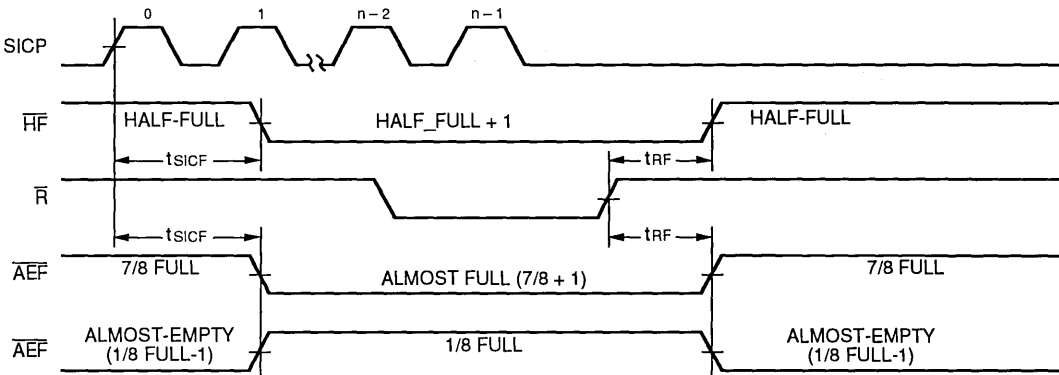 0 1 n-2 n-1
SICP
HF HALF-FULL HALF_FULL + 1 HALF-FULL
tSICF tRF
R
tSICF tRF
AEF 7/8 FULL ALMOST FULL (7/8 + 1) 7/8 FULL
AEF ALMOST-EMPTY 1/8 FULL ALMOST-EMPTY
(1/8 FULL-1) (1/8 FULL-1)